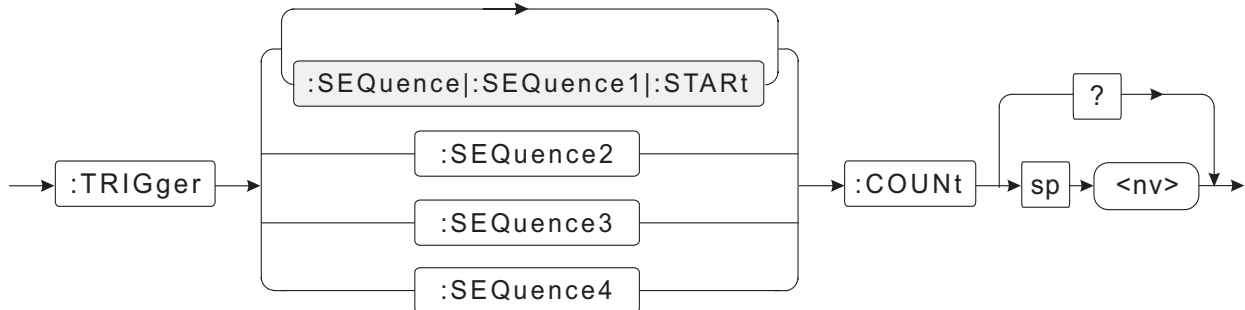 :SEQuence|:SEQuence1|:STARt
?
:SEQuence2
:TRIGger
:COUNt
sp
<nv>
:SEQuence3
:SEQuence4